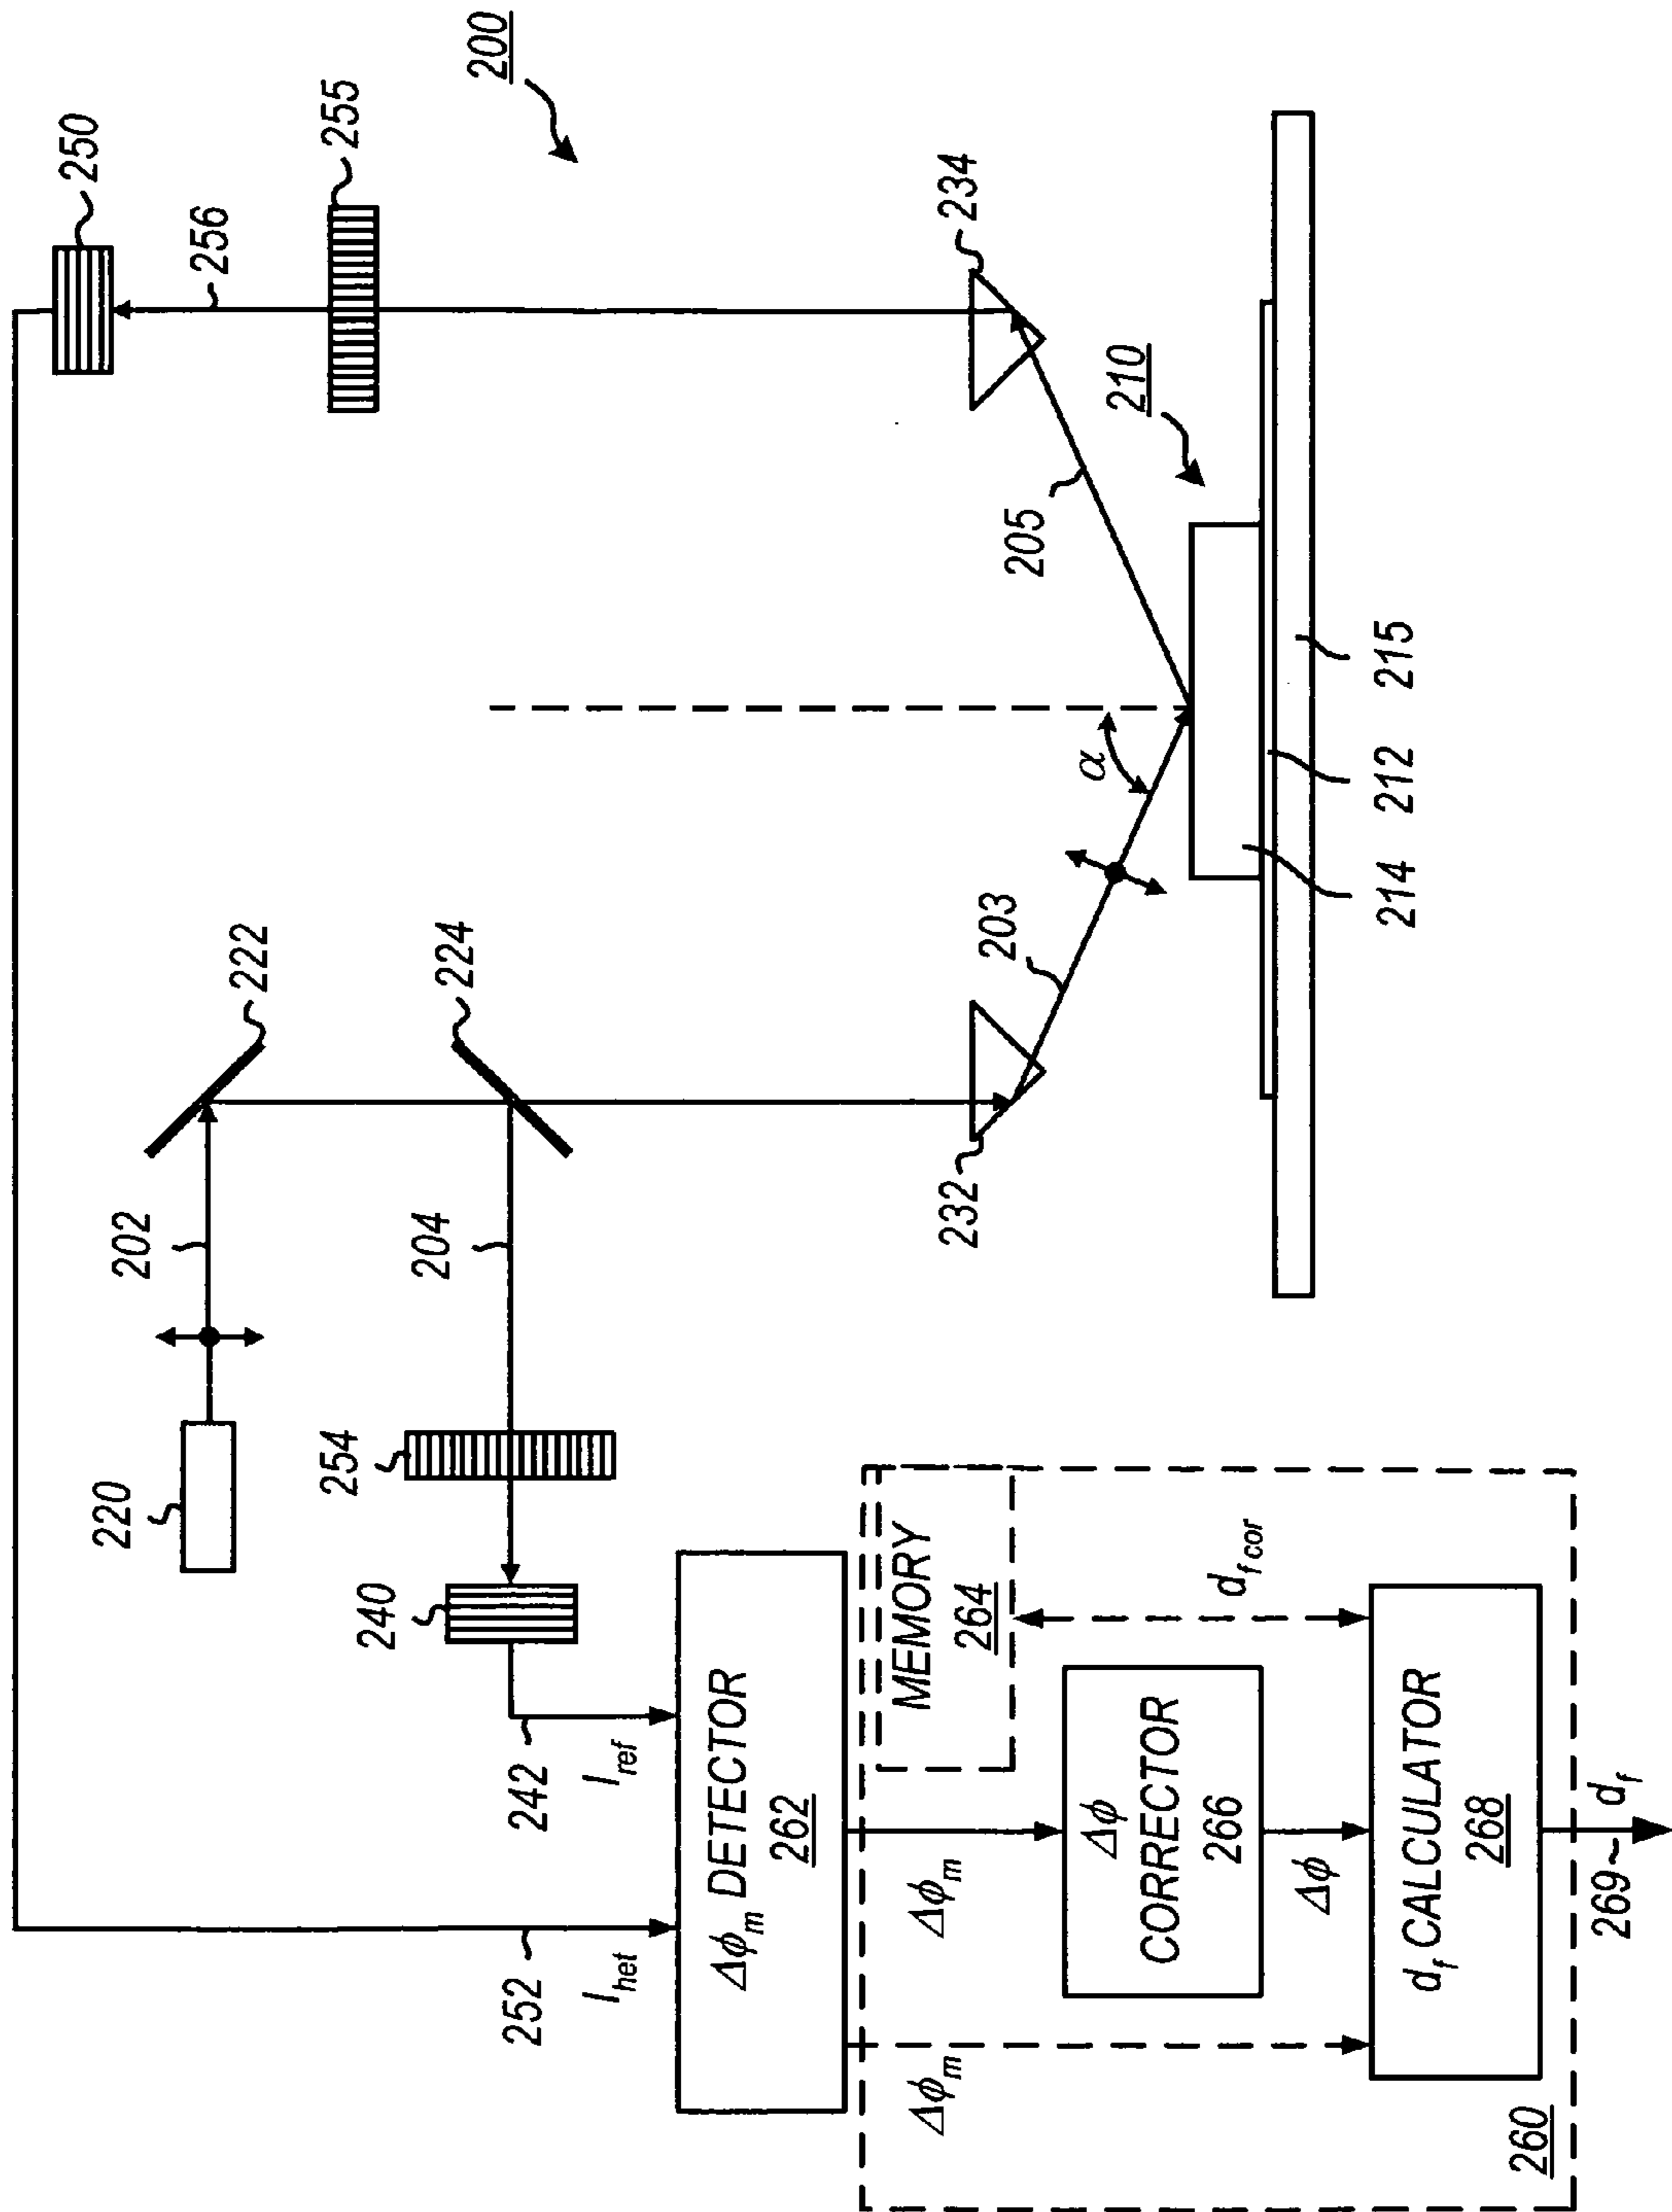 200
250
256
255
234
210
205
α
203
222
224
232
202
204
220
254
240
215
212
214
252
I_het
242
I_ref
Δϕ_m DETECTOR
262
MEMORY
264
Δϕ_m
Δϕ_m
Δϕ
CORRECTOR
266
d_f cor
Δϕ
d_f CALCULATOR
268
260
269
d_f